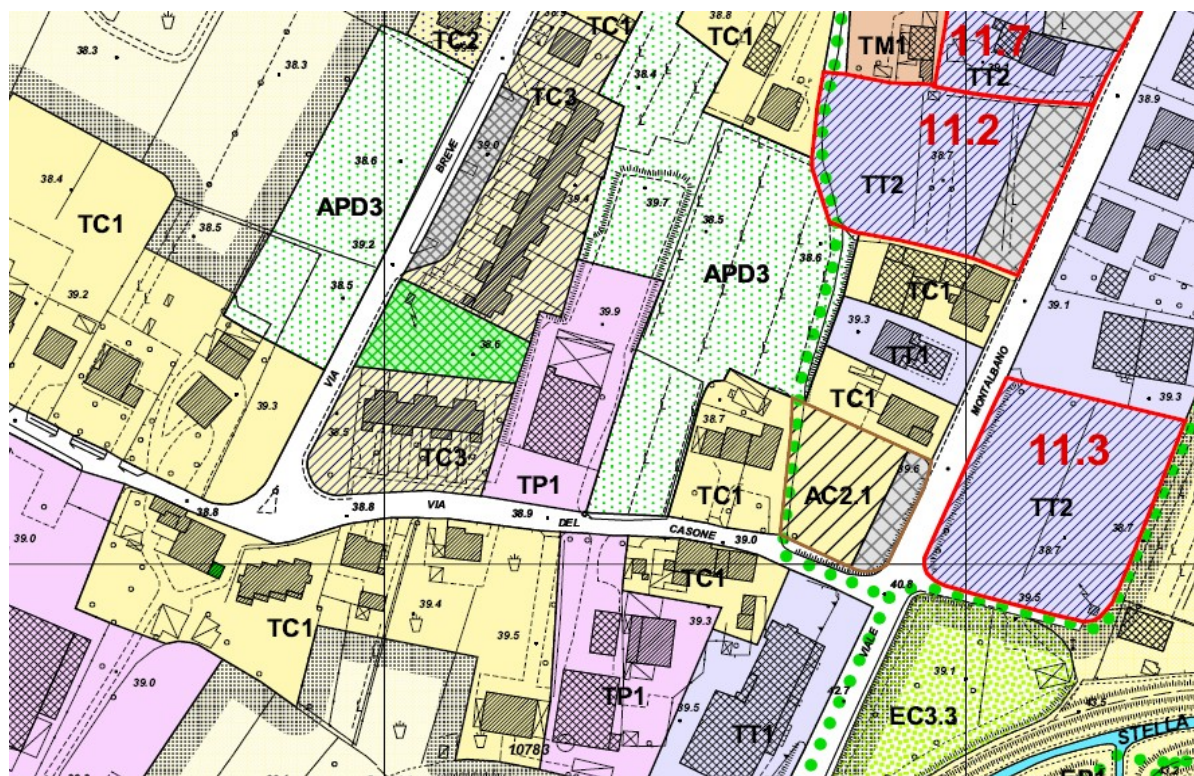 38.3
38.3
TC2
TC1
TC1
38.8
TM1
11.7
TT2
38.4
TC3
38.9
38.6
BREVE
39.0
11.2
38.7
TT2
38.4
TC1
APD3
39.4
39.7
38.5
38.5
39.2
APD3
38.6
38.5
TC1
39.1
39.2
39.9
39.3
TT1
38.6
MONTALBANO
VIA
39.3
TC1
39.3
38.5
38.7
11.3
TC3
39.6
TP1
TC1
AC2.1
TT2
38.8
38.8
VIA
38.9
DEL
CASONE
39.0
38.7
38.7
39.0
TC1
40.8
39.5
39.4
39.3
TC1
39.5
VIALE
39.1
39.0
TP1
42.7
39.5
EC3.3
TT1
STELLA